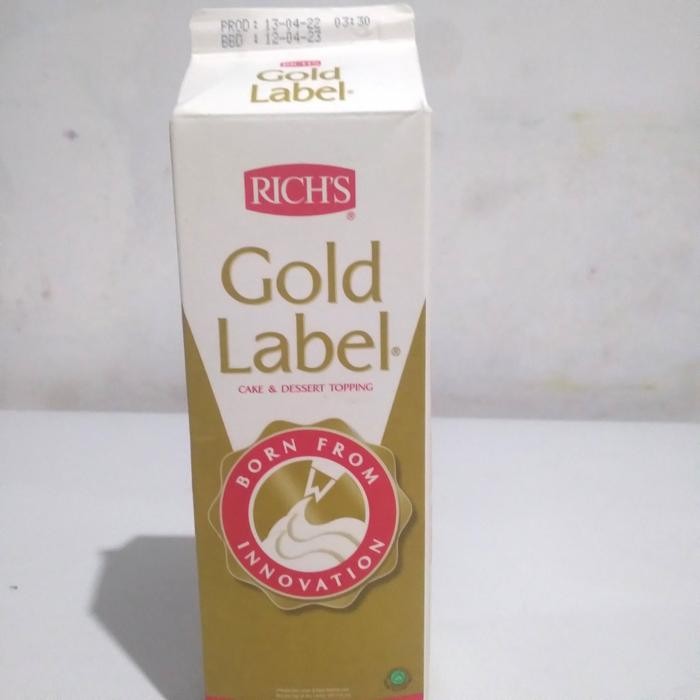 PROD: 13-04-22 03:30
BBD : 12-04-23
RICH'S
Gold
Label®
RICH'S®
Gold
Label®
CAKE & DESSERT TOPPING
BORN FROM
INNOVATION